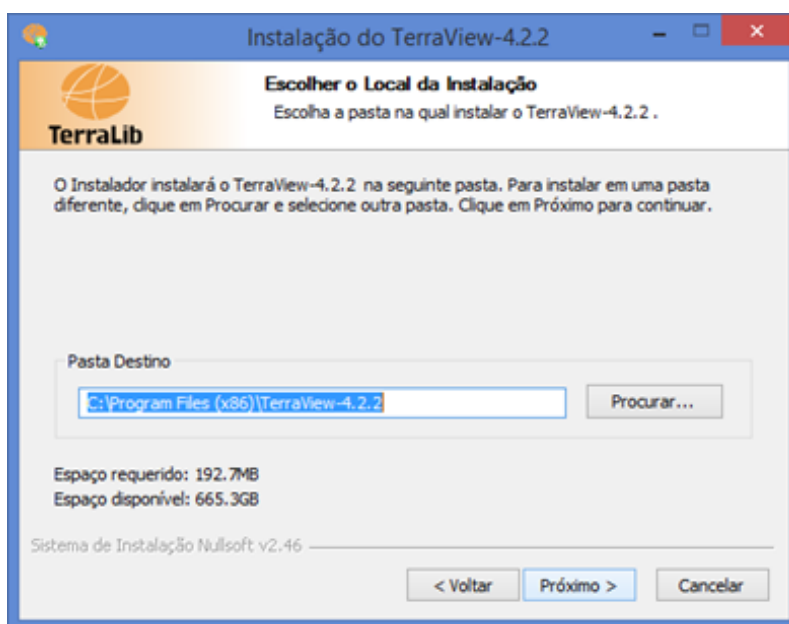 Instalação do TerraView-4.2.2
TerraLib
Escolher o Local da Instalação
Escolha a pasta na qual instalar o TerraView-4.2.2 .
O Instalador instalará o TerraView-4.2.2 na seguinte pasta. Para instalar em uma pasta
diferente, clique em Procurar e selecione outra pasta. Clique em Próximo para continuar.
Pasta Destino
C:\Program Files (x86)\TerraView-4.2.2
Procurar...
Espaço requerido: 192.7MB
Espaço disponível: 665.3GB
Sistema de Instalação Nullsoft v2.46
< Voltar
Próximo >
Cancelar